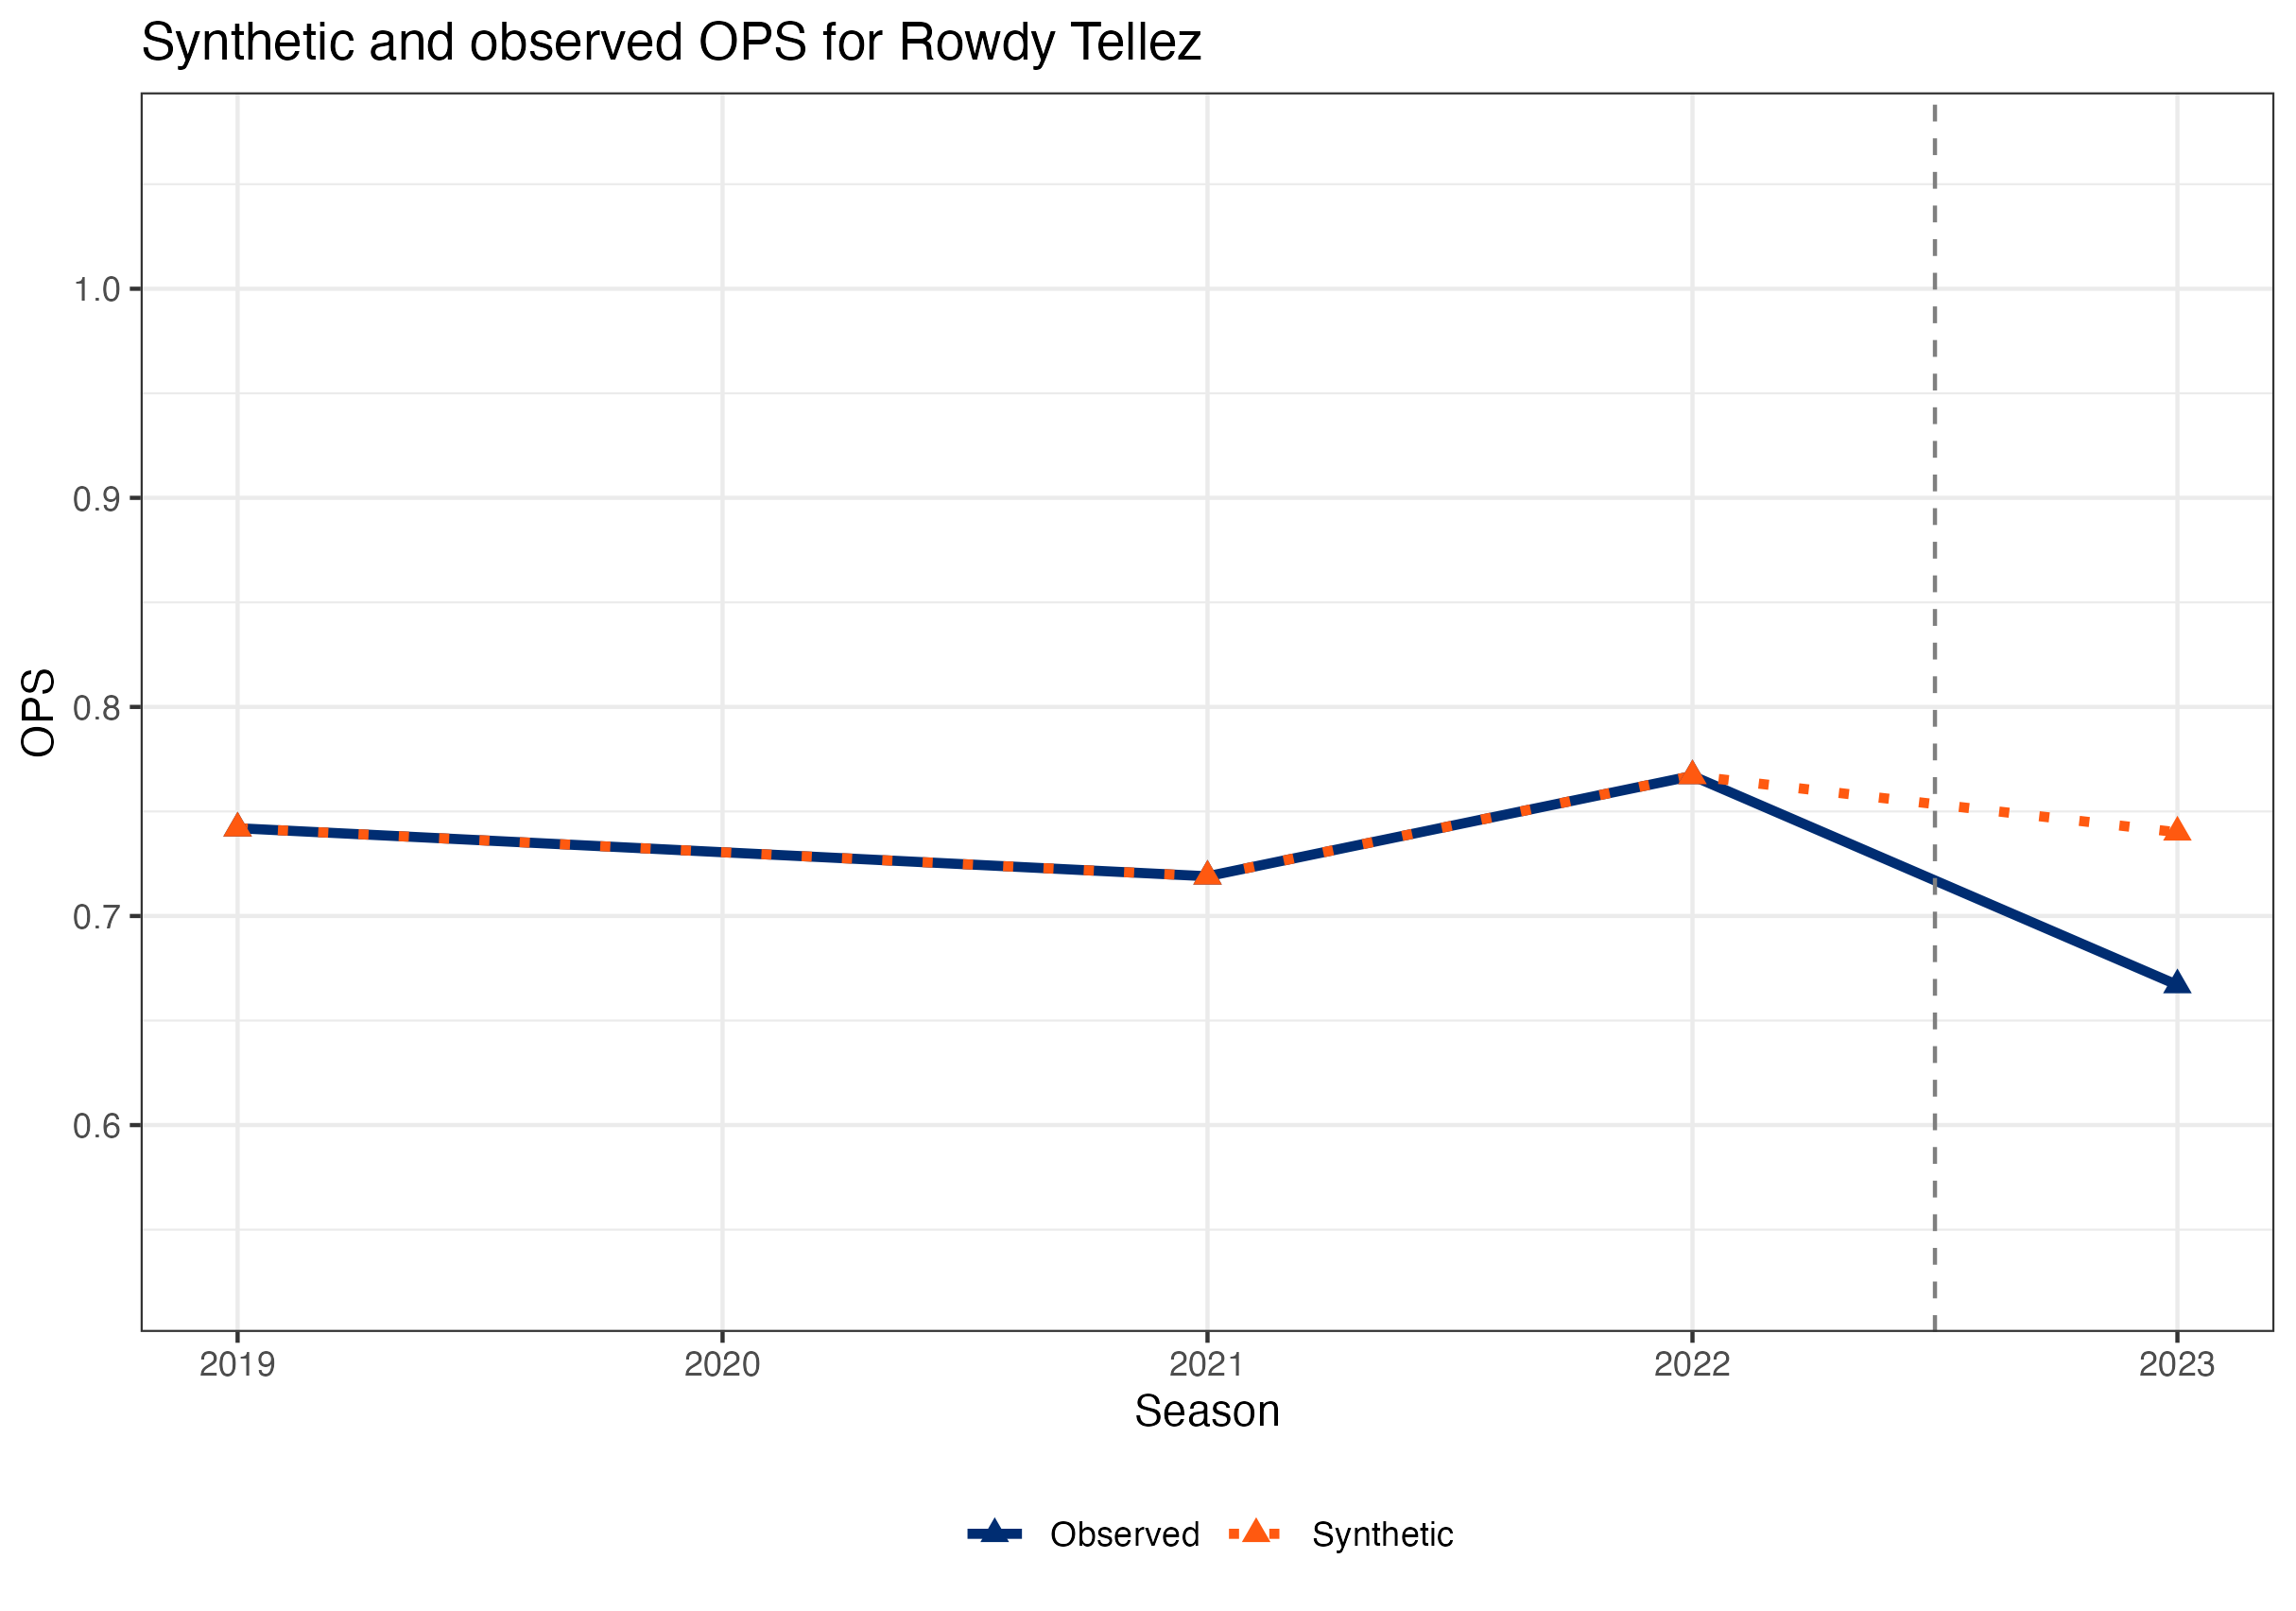 Synthetic and observed OPS for Rowdy Tellez
OPS
1.0
0.9
0.8
0.7
0.6
2019 2020 2021 2022 2023
Season
Observed Synthetic